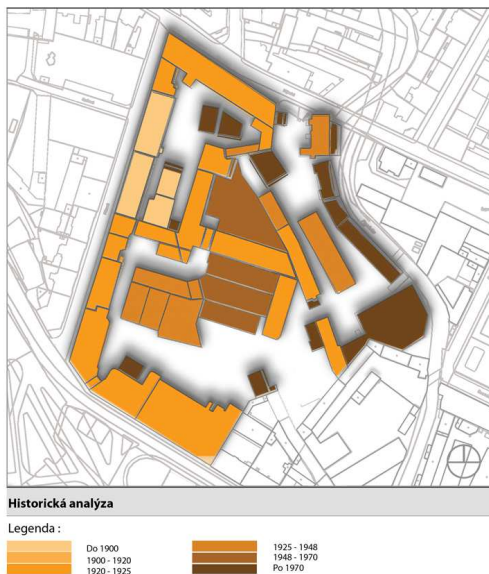 Historická analýza
Legenda :
Do 1900
1900 - 1920
1920 - 1925
1925 - 1948
1948 - 1970
Po 1970